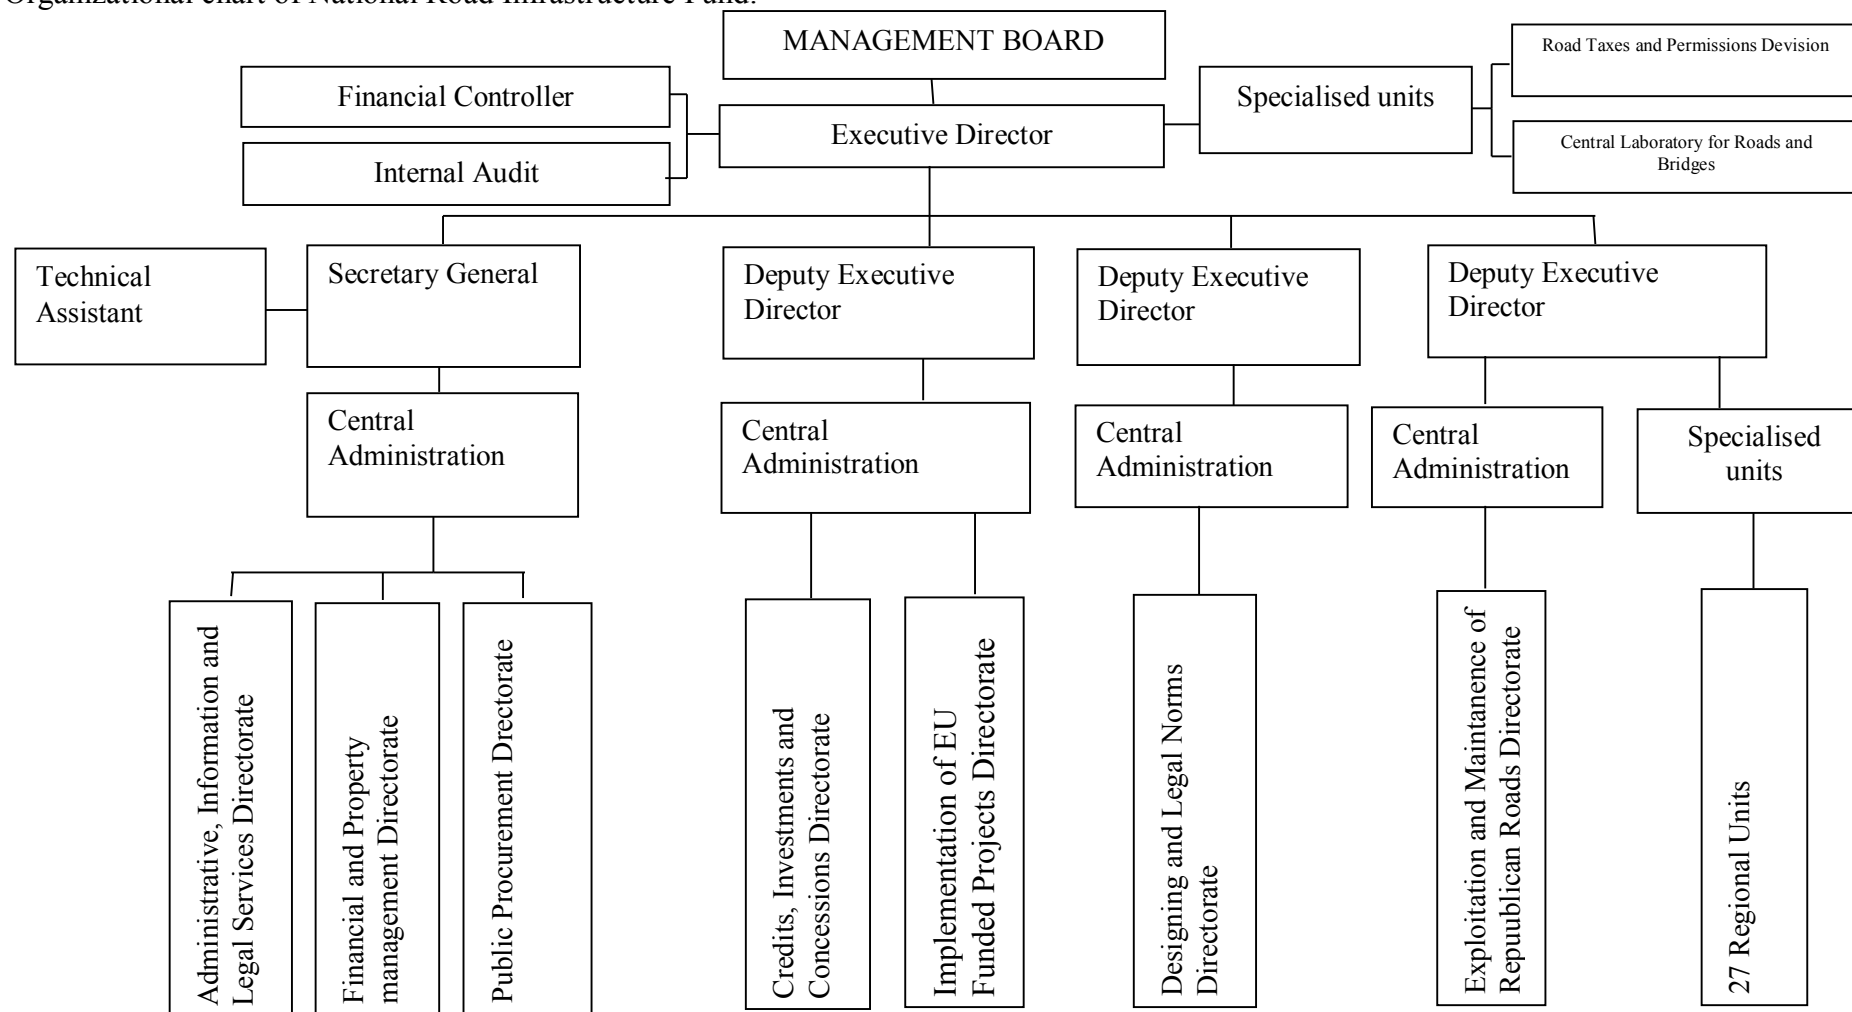 Organizational chart of National Road Infrastructure Fund:
MANAGEMENT BOARD
Road Taxes and Permissions Devision
Financial Controller
Specialised units
Executive Director
Central Laboratory for Roads and
Bridges
Internal Audit
Technical
Assistant
Secretary General
Deputy Executive
Director
Deputy Executive
Director
Deputy Executive
Director
Central
Administration
Central
Administration
Central
Administration
Central
Administration
Specialised
units
Administrative, Information and
Legal Services Directorate
Financial and Property
management Directorate
Public Procurement Drectorate
Credits, Investments and
Concessions Directorate
Implementation of EU
Funded Projects Directorate
Designing and Legal Norms
Directorate
Exploitation and Maintanence of
Republican Roads Directorate
27 Regional Units